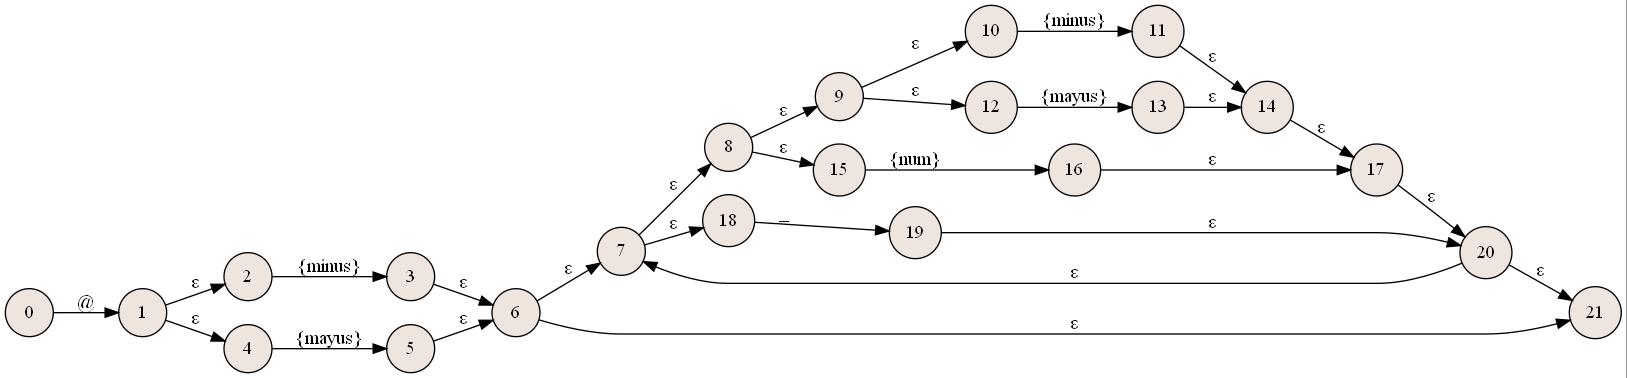 10 {minus} 11
ε ε
9 ε 12 {mayus} 13 ε 14
ε ε
8 ε 15 {num} 16 ε 17
ε ε
18 _ 19 ε
7 ε 20
ε ε ε
2 {minus} 3
ε ε
0 @ 1 6 21
ε ε ε
4 {mayus} 5